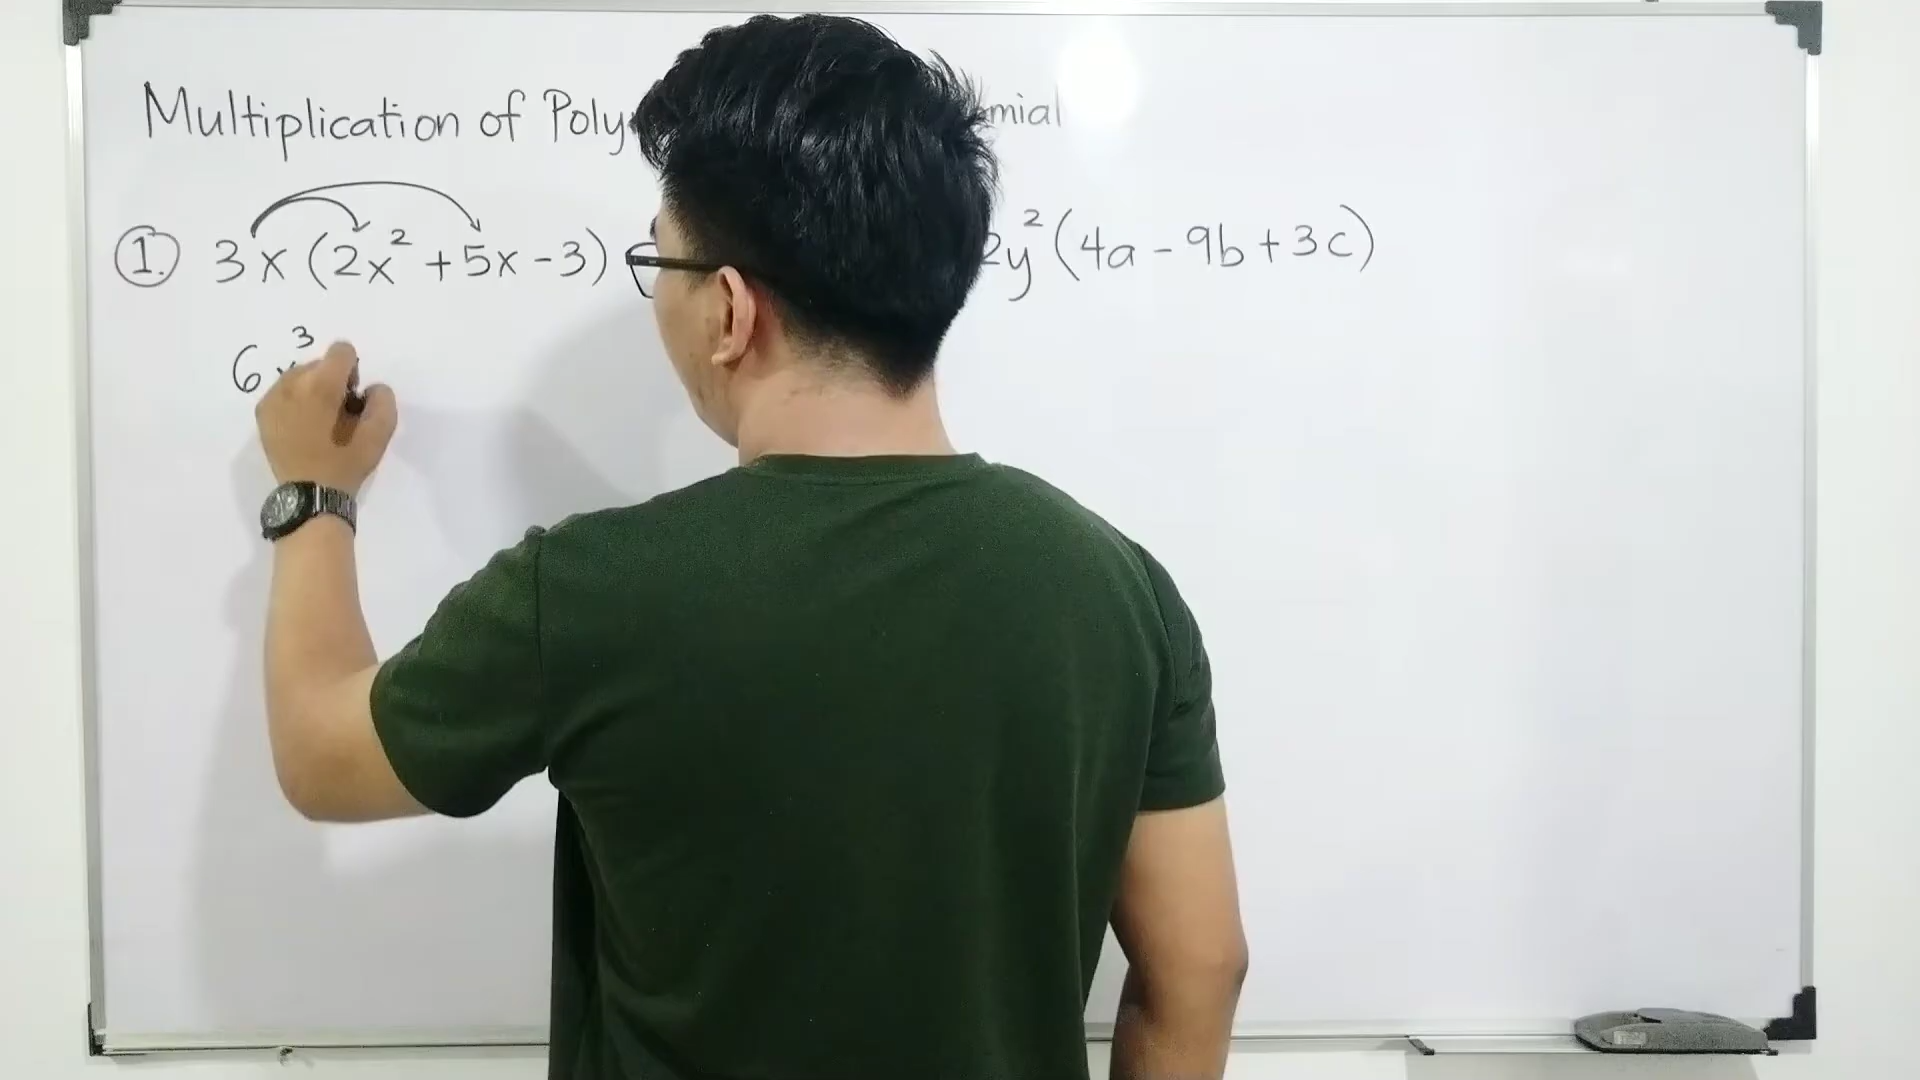 Multiplication of Poly mial
1. 3x(2x²+5x-3) 2y²(4a-9b+3c)
6x³